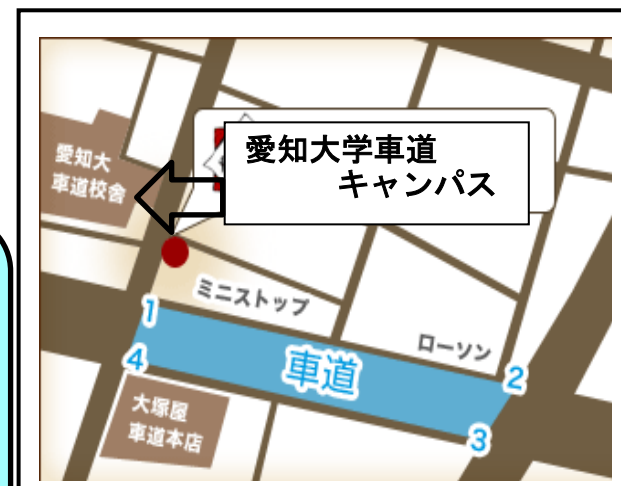 愛知大学車道
キャンパス
愛知大
車道校舎
ミニストップ
1
ローソン
車道
2
4
3
大塚屋
車道本店